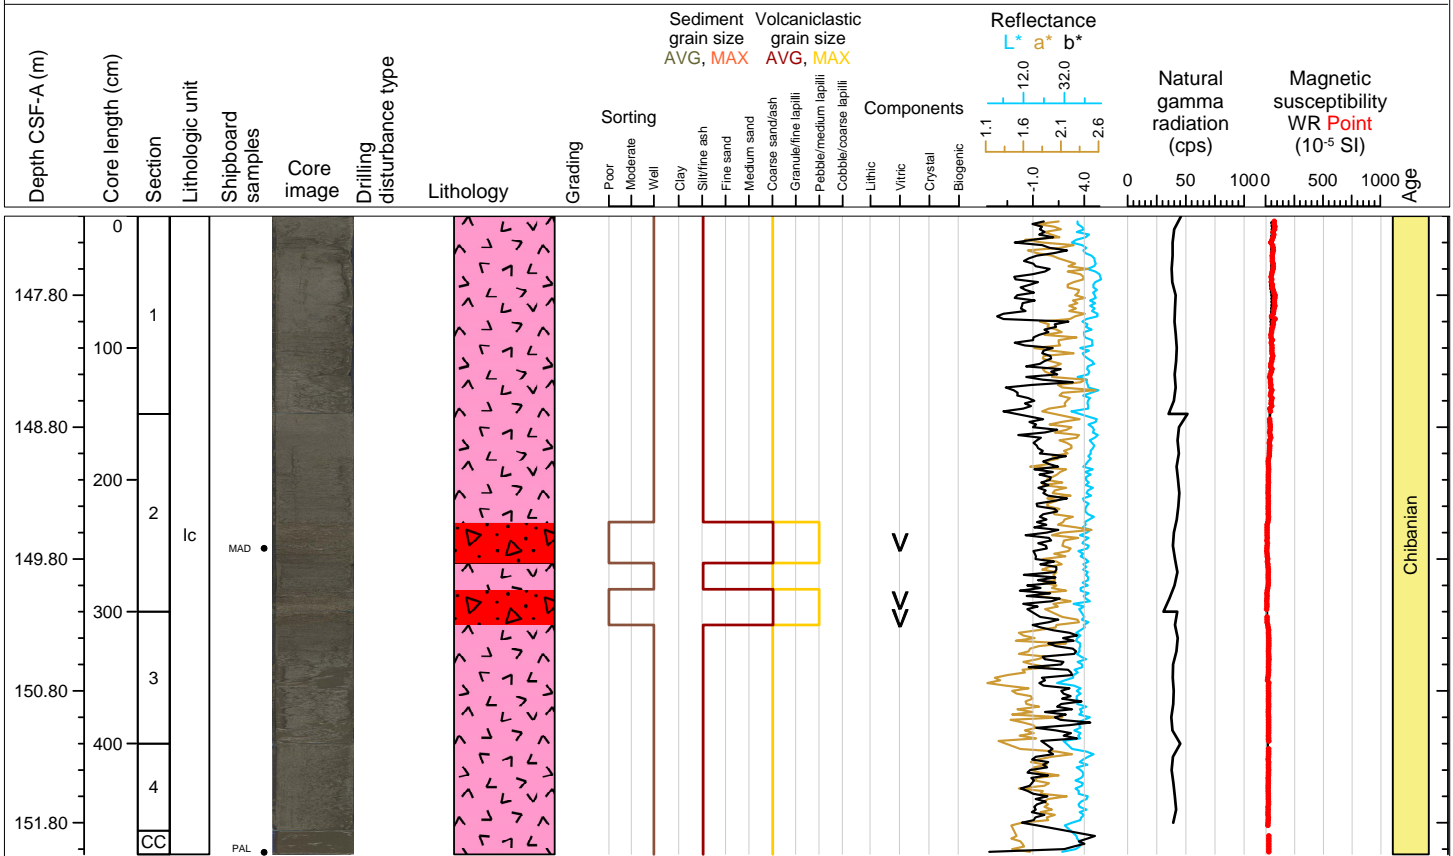 Depth CSF-A (m)
Core length (cm)
Section
Lithologic unit
Shipboard
samples
Core
image
Drilling
disturbance type
Lithology
Grading
Sorting
Poor
Moderate
Well
Sediment
grain size
AVG, MAX
Volcaniclastic
grain size
AVG, MAX
Clay
Silt/fine ash
Fine sand
Medium sand
Coarse sand/ash
Granule/fine lapilli
Pebble/medium lapilli
Cobble/coarse lapilli
Components
Lithic
Vitric
Crystal
Biogenic
Reflectance
L* a* b*
12.0 32.0
1.1 1.6 2.1 2.6
-1.0 4.0
Natural
gamma
radiation
(cps)
0 50 100
Magnetic
susceptibility
WR Point
(10-5 SI)
0 500 1000
Age
0
147.80
1
100
148.80
200
2
Ic
MAD
V
149.80
V
300
V
Chibanian
3
150.80
400
4
151.80
CC
PAL